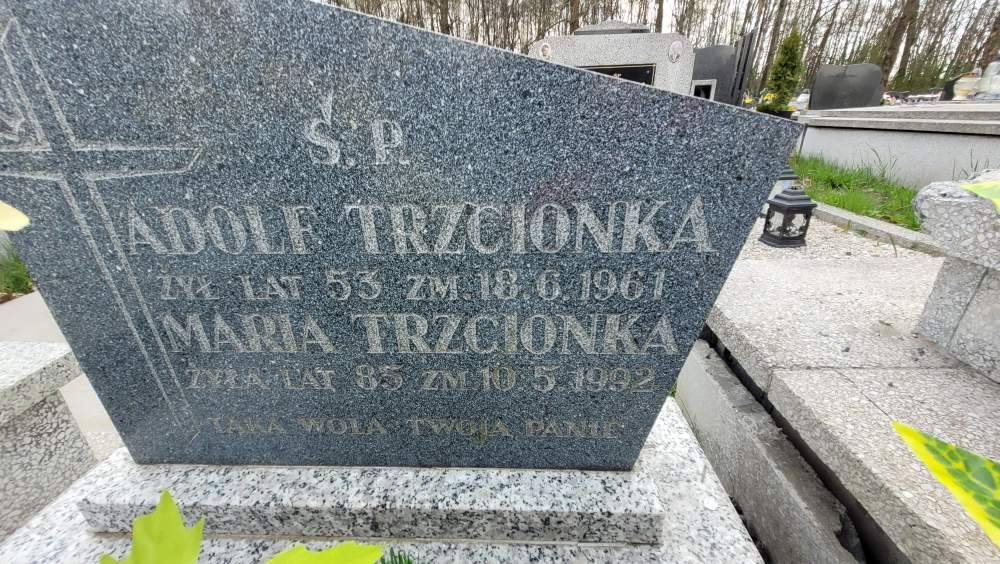 Ś. P.
ADOLF TRZCIONKA
ŻYŁ LAT 53 ZM. 18. 6. 1961
MARIA TRZCIONKA
ŻYŁA LAT 85 ZM 10 5 1992
TAKA WOLA TWOJA PANIE